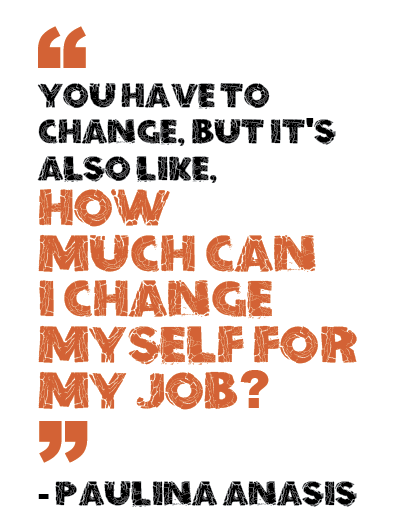 “
YOU HAVE TO
CHANGE, BUT IT'S
ALSO LIKE,
HOW
MUCH CAN
I CHANGE
MYSELF FOR
MY JOB?
”
- PAULINA ANASIS